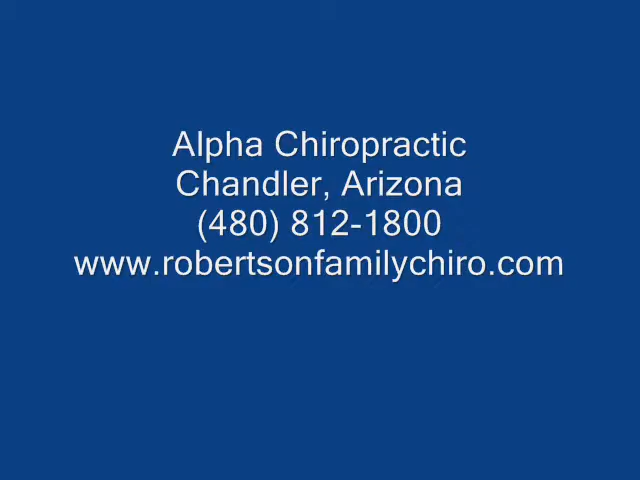 Alpha Chiropractic
Chandler, Arizona
(480) 812-1800
www.robertsonfamilychiro.com